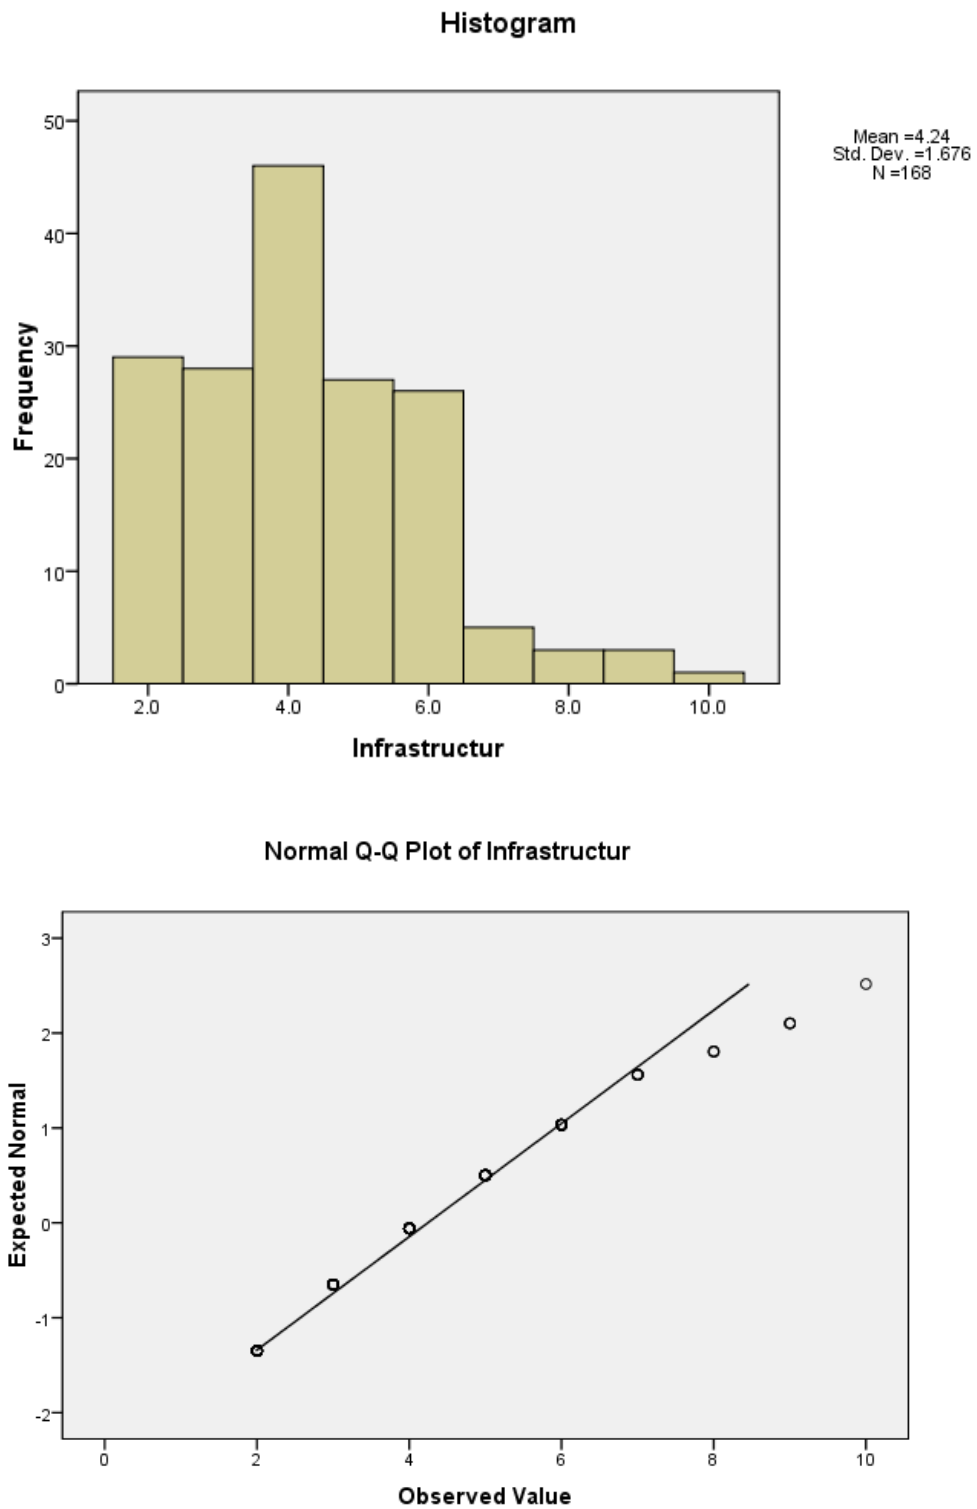 Histogram
50
40
30
20
10
0
Frequency
2.0 4.0 6.0 8.0 10.0
Infrastructur
Mean =4.24
Std. Dev. =1.676
N =168
Normal Q-Q Plot of Infrastructur
3
2
1
0
-1
-2
Expected Normal
0 2 4 6 8 10
Observed Value